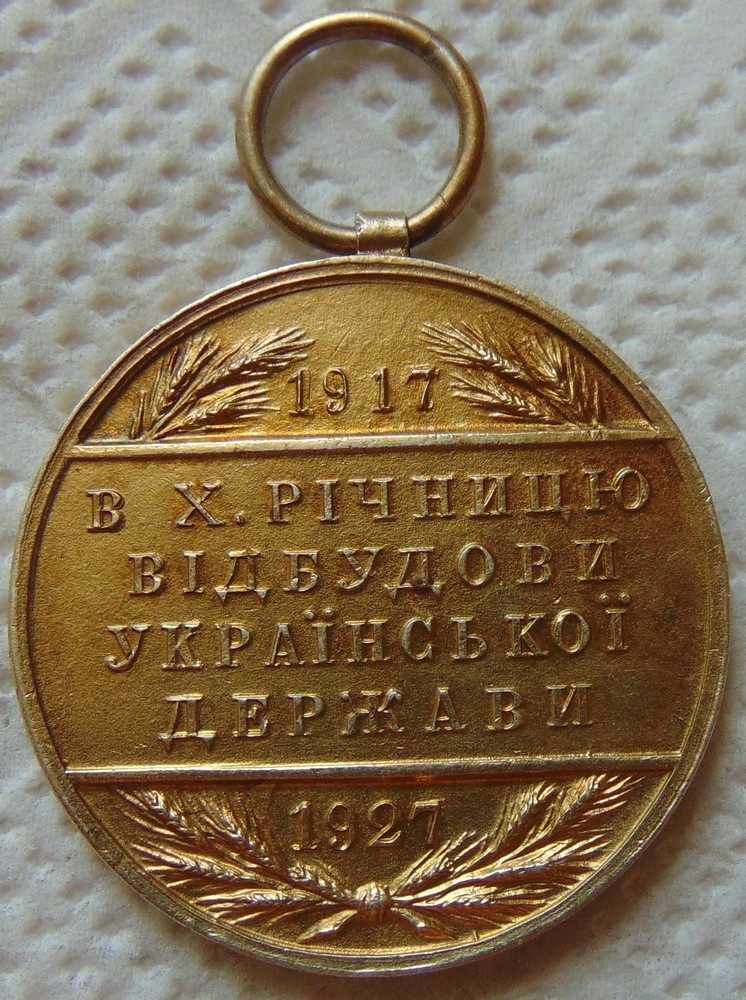 1917
В Х. РІЧНИЦЮ
ВІДБУДОВИ
УКРАЇНСЬКОЇ
ДЕРЖАВИ
1927